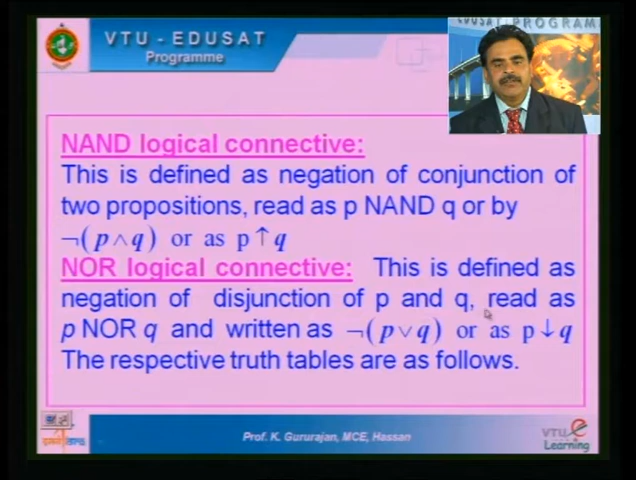 VTU - EDUSAT
Programme
EDUSAT PROGRAM
NAND logical connective:
This is defined as negation of conjunction of
two propositions, read as p NAND q or by
¬(p∧q) or as p↑q
NOR logical connective: This is defined as
negation of disjunction of p and q, read as
p NOR q and written as ¬(p∨q) or as p↓q
The respective truth tables are as follows.
Prof. K. Gururajan, MCE, Hassan
VTU e
Learning